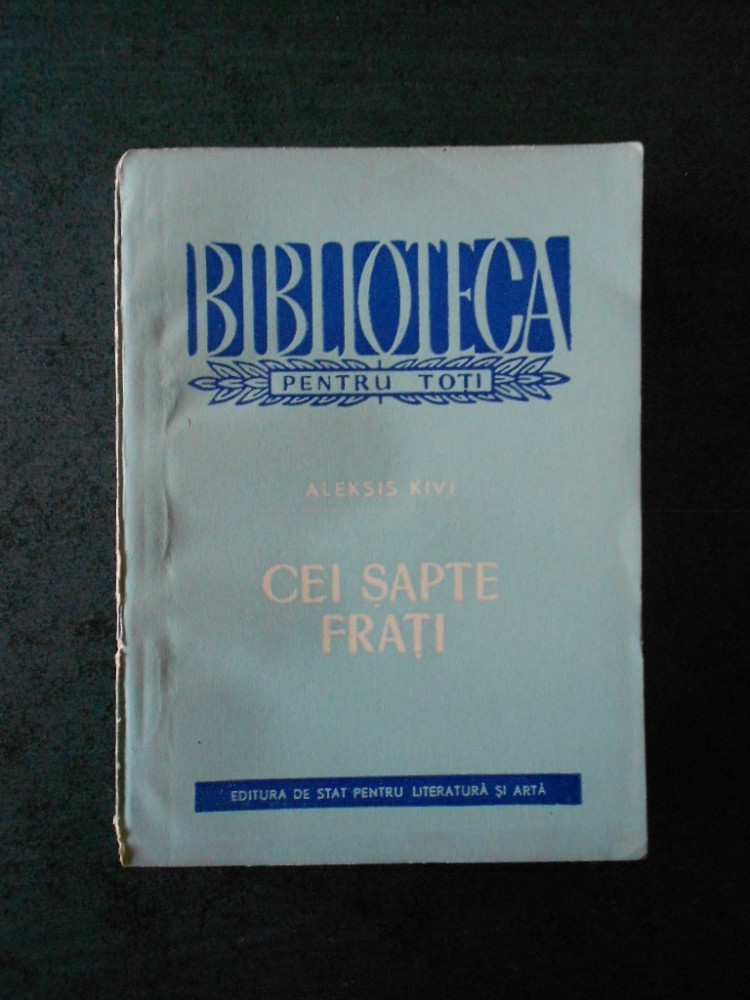 BIBLIOTECA
PENTRU TOȚI
ALEKSIS KIVI
CEI ȘAPTE
FRAȚI
EDITURA DE STAT PENTRU LITERATURĂ ȘI ARTĂ